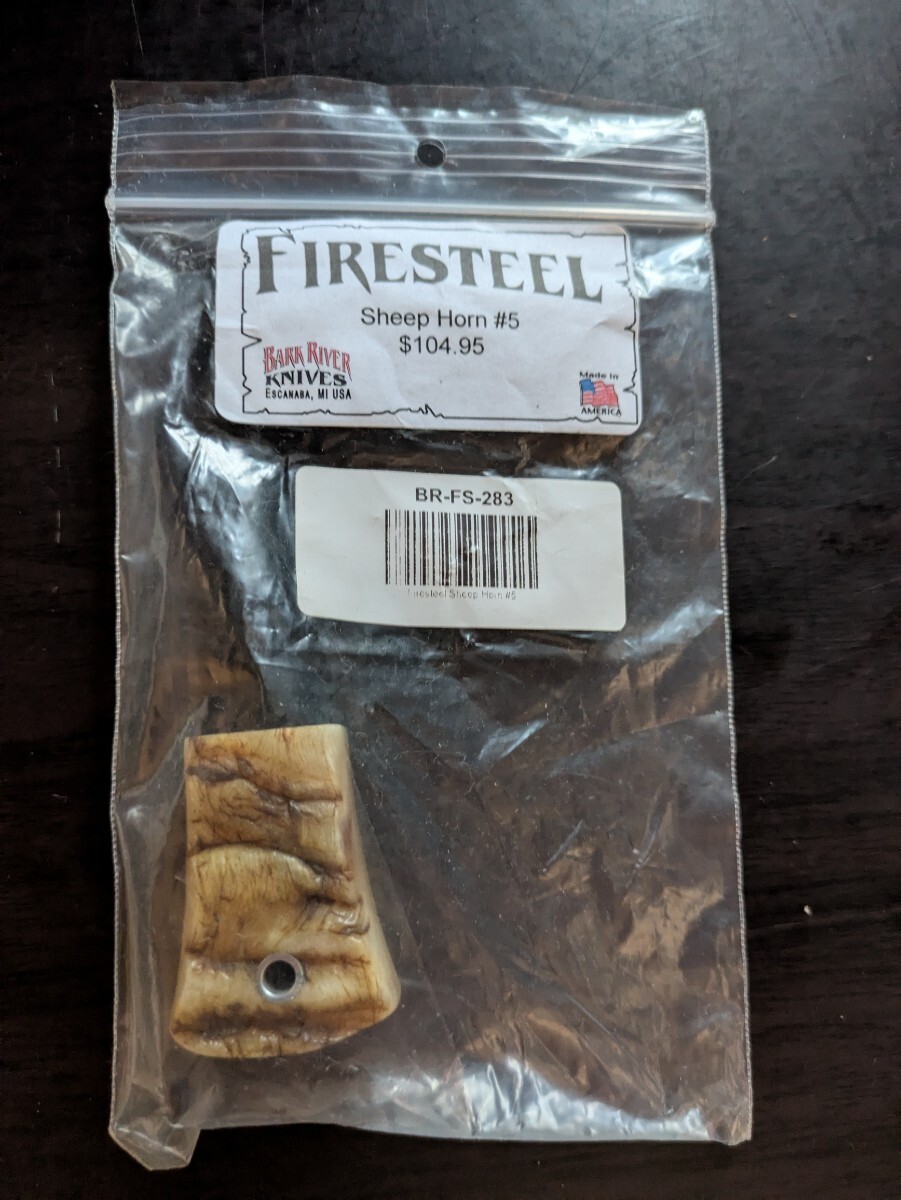 FIRESTEEL
Sheep Horn #5
$104.95
BARK RIVER
KNIVES
ESCANABA, MI USA
Made in
AMERICA
BR-FS-283
Firesteel Sheep Horn #5